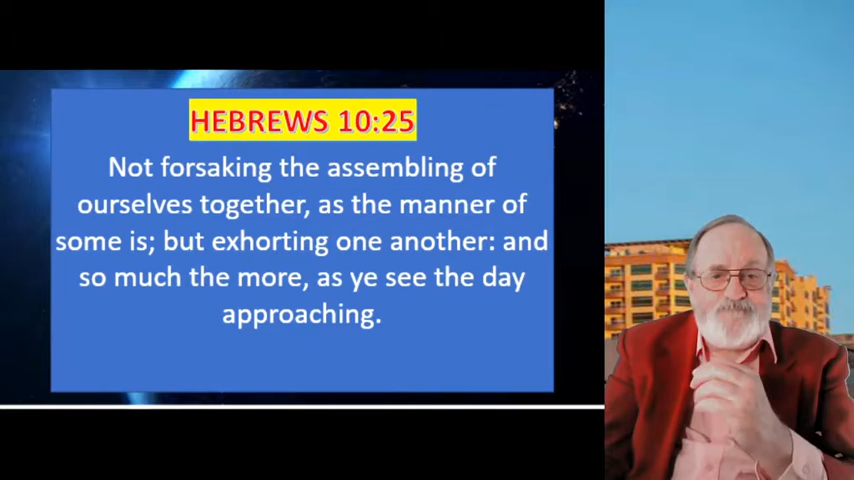 HEBREWS 10:25
Not forsaking the assembling of
ourselves together, as the manner of
some is; but exhorting one another: and
so much the more, as ye see the day
approaching.